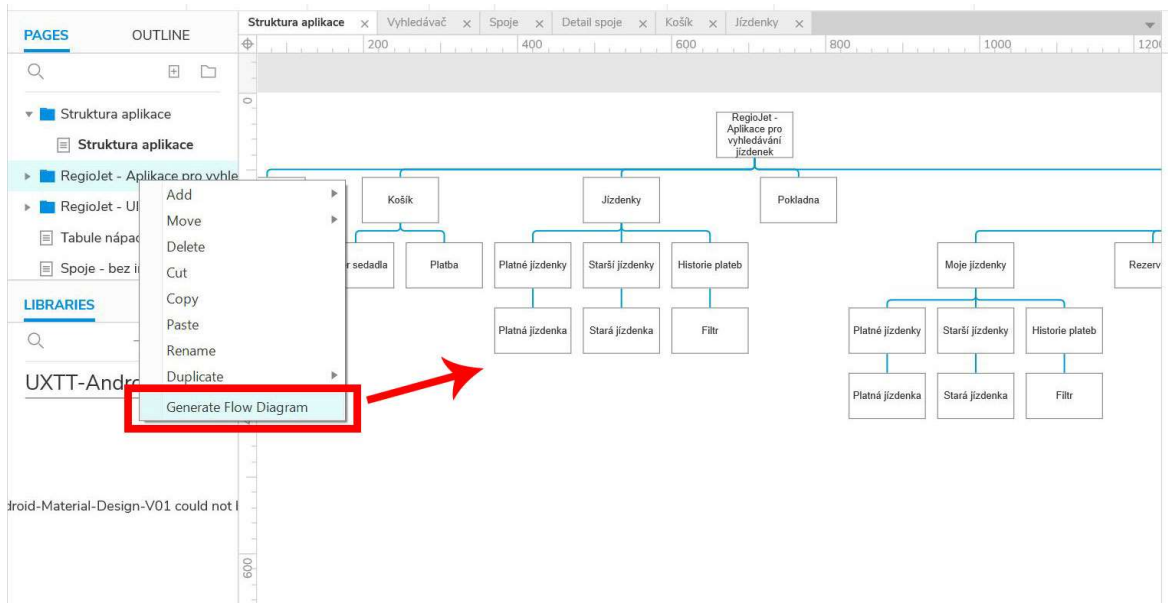 PAGES
OUTLINE
Struktura aplikace
Vyhledávač
Spoje
Detail spoje
Košík
Jízdenky
200
400
600
800
1000
Struktura aplikace
Struktura aplikace
RegioJet - Aplikace pro vyhle
RegioJet - UI
Tabule nápad
Spoje - bez i
LIBRARIES
UXTT-Andro
droid-Material-Design-V01 could not l
Add
Move
Delete
Cut
Copy
Paste
Rename
Duplicate
Generate Flow Diagram
0
600
RegioJet -
Aplikace pro
vyhledávání
jízdenek
Košík
Jízdenky
Pokladna
r sedadla
Platba
Platné jízdenky
Starší jízdenky
Historie plateb
Moje jízdenky
Rezerv
Platná jízdenka
Stará jízdenka
Filtr
Platné jízdenky
Starší jízdenky
Historie plateb
Platná jízdenka
Stará jízdenka
Filtr